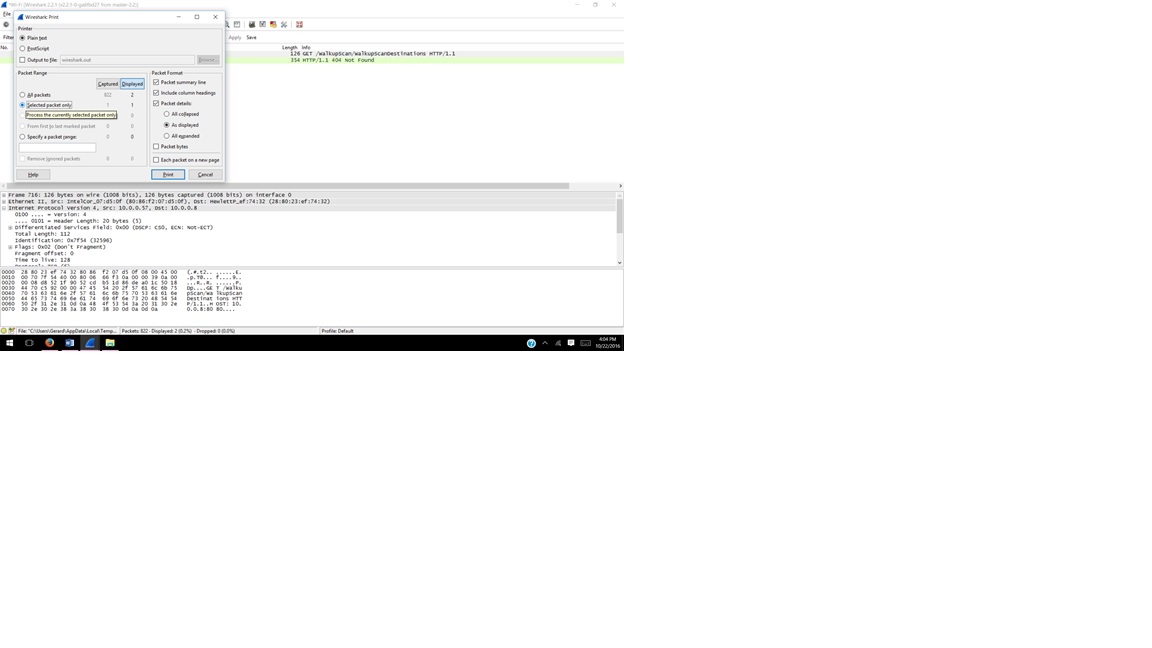 *Wi-Fi [Wireshark 2.2.1 (v2.2.1-0-ga6fbd27 from master-2.2)]
File
Wireshark: Print
Printer
Plain text
PostScript
Output to file: wireshark.out
Browse...
Packet Range
Captured Displayed
All packets 822 2
Selected packet only 1 1
Process the currently selected packet only 0
From first to last marked packet 0 0
Specify a packet range: 0 0
Remove Ignored packets 0 0
Packet Format
Packet summary line
Include column headings
Packet details:
All collapsed
As displayed
All expanded
Packet bytes
Each packet on a new page
Help
Print
Cancel
Filter
Apply Save
No. Length Info
126 GET /WalkupScan/WalkupScanDestinations HTTP/1.1
354 HTTP/1.1 404 Not Found
Frame 716: 126 bytes on wire (1008 bits), 126 bytes captured (1008 bits) on interface 0
Ethernet II, Src: IntelCor_07:d5:0f (80:86:f2:07:d5:0f), Dst: HewlettP_ef:74:32 (28:80:23:ef:74:32)
Internet Protocol Version 4, Src: 10.0.0.57, Dst: 10.0.0.8
0100 .... = Version: 4
.... 0101 = Header Length: 20 bytes (5)
Differentiated Services Field: 0x00 (DSCP: CS0, ECN: Not-ECT)
Total Length: 112
Identification: 0x7f54 (32596)
Flags: 0x02 (Don't Fragment)
Fragment offset: 0
Time to live: 128
0000 28 80 23 ef 74 32 80 86 f2 07 d5 0f 08 00 45 00 (.#.t2.. ......E.
0010 00 70 7f 54 40 00 80 06 66 f3 0a 00 00 39 0a 00 .p.T@... f....9..
0020 00 08 d8 52 1f 90 52 cd b5 1d 86 de a0 1c 50 18 ...R..R. ......P.
0030 44 70 c5 92 00 00 47 45 54 20 2f 57 61 6c 6b 75 Dp....GE T /Walku
0040 70 53 63 61 6e 2f 57 61 6c 6b 75 70 53 63 61 6e pScan/Wa lkupScan
0050 44 65 73 74 69 6e 61 74 69 6f 6e 73 20 48 54 54 Destinat ions HTT
0060 50 2f 31 2e 31 0d 0a 48 4f 53 54 3a 20 31 30 2e P/1.1..H OST: 10.
0070 30 2e 30 2e 38 3a 38 30 38 30 0d 0a 0d 0a 0.0.8:80 80....
File: "C:\Users\Gerard\AppData\Local\Temp... Packets: 822 · Displayed: 2 (0.2%) · Dropped: 0 (0.0%) Profile: Default
4:04 PM
10/22/2016